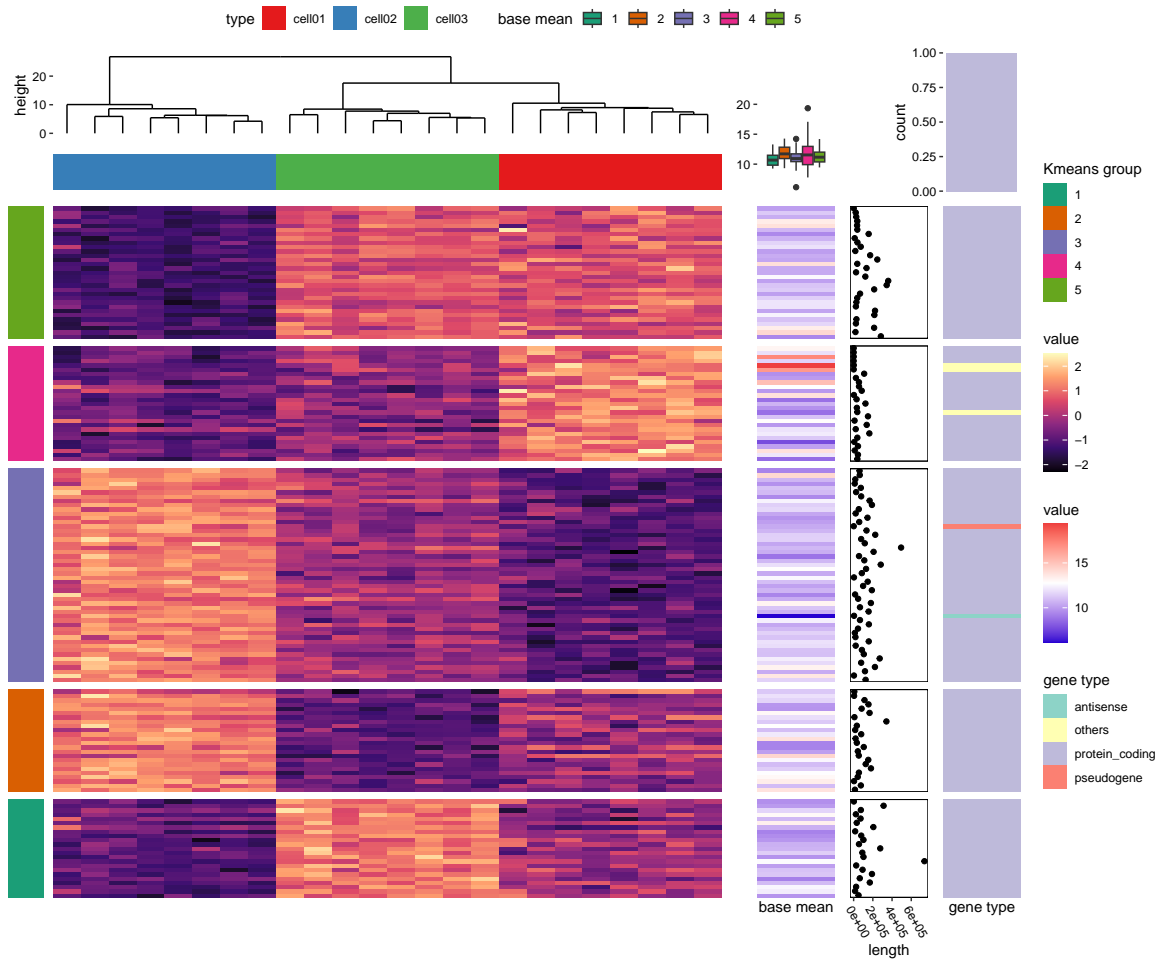 type cell01 cell02 cell03 base mean 1 2 3 4 5
height
20
10
0
20
15
10
count
1.00
0.75
0.50
0.25
0.00
Kmeans group
1
2
3
4
5
value
2
1
0
−1
−2
value
15
10
gene type
antisense
others
protein_coding
pseudogene
base mean
0e+00
2e+05
4e+05
6e+05
length
gene type